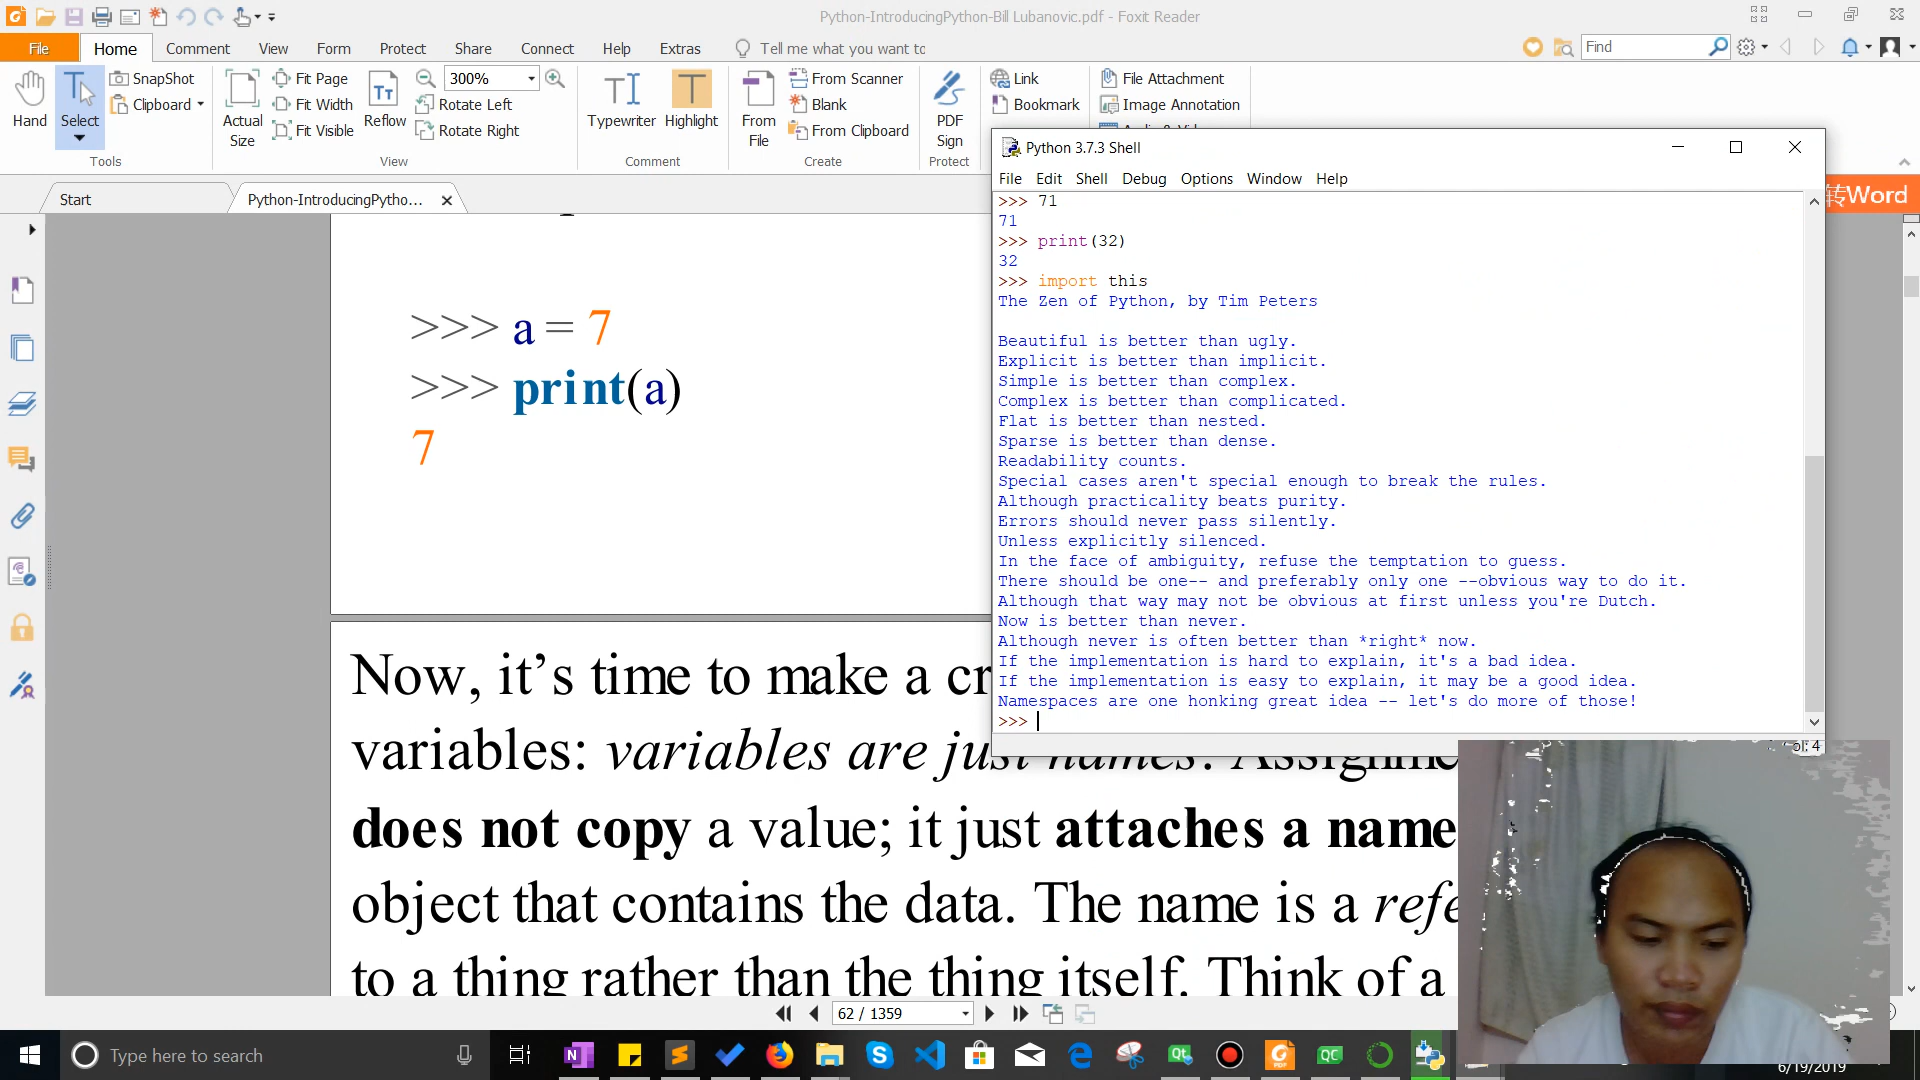 Python-IntroducingPython-Bill Lubanovic.pdf - Foxit Reader
File Home Comment View Form Protect Share Connect Help Extras Tell me what you want to
Find
Hand
Select
SnapShot
Clipboard
Tools
Actual Size
Fit Page
Fit Width
Fit Visible
Reflow
300%
Rotate Left
Rotate Right
View
Typewriter
Highlight
Comment
From File
From Scanner
Blank
From Clipboard
Create
PDF Sign
Protect
Link
Bookmark
File Attachment
Image Annotation
Start
Python-IntroducingPytho...
转Word
>>> a = 7
>>> print(a)
7
Now, it’s time to make a
variables: variables are just names.
does not copy a value; it just attaches a name
object that contains the data. The name is a
to a thing rather than the thing itself. Think of a
Python 3.7.3 Shell
File Edit Shell Debug Options Window Help
>>> 71
71
>>> print(32)
32
>>> import this
The Zen of Python, by Tim Peters
Beautiful is better than ugly.
Explicit is better than implicit.
Simple is better than complex.
Complex is better than complicated.
Flat is better than nested.
Sparse is better than dense.
Readability counts.
Special cases aren't special enough to break the rules.
Although practicality beats purity.
Errors should never pass silently.
Unless explicitly silenced.
In the face of ambiguity, refuse the temptation to guess.
There should be one-- and preferably only one --obvious way to do it.
Although that way may not be obvious at first unless you're Dutch.
Now is better than never.
Although never is often better than *right* now.
If the implementation is hard to explain, it's a bad idea.
If the implementation is easy to explain, it may be a good idea.
Namespaces are one honking great idea -- let's do more of those!
>>>
62 / 1359
Type here to search
6/19/2019